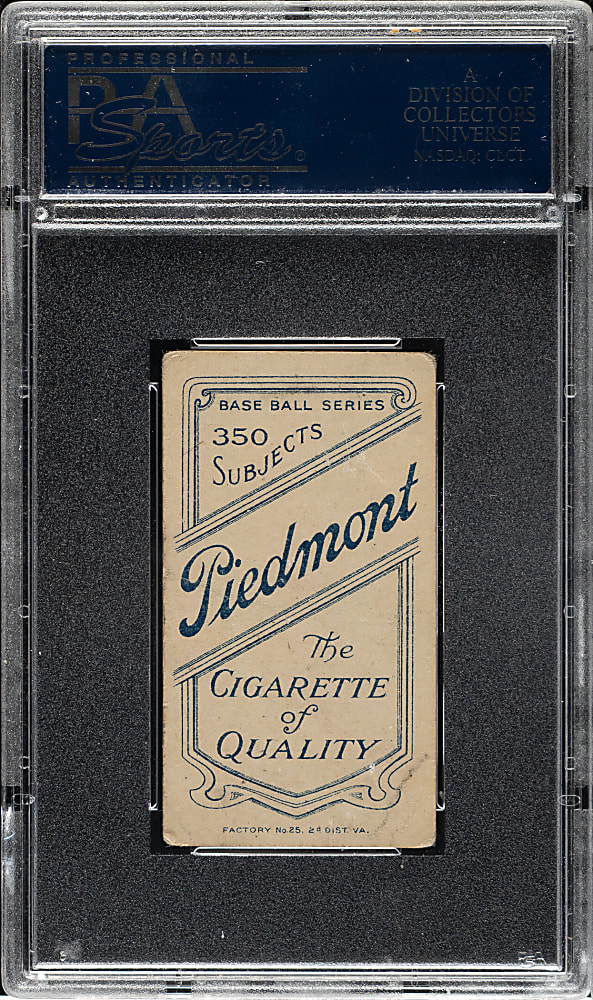 PROFESSIONAL
PSA
Sports®
AUTHENTICATOR
A
DIVISION OF
COLLECTORS
UNIVERSE
NASDAQ: CLCT
BASE BALL SERIES
350
SUBJECTS
Piedmont
The
CIGARETTE
of
QUALITY
FACTORY No 25, 2d DIST. VA.